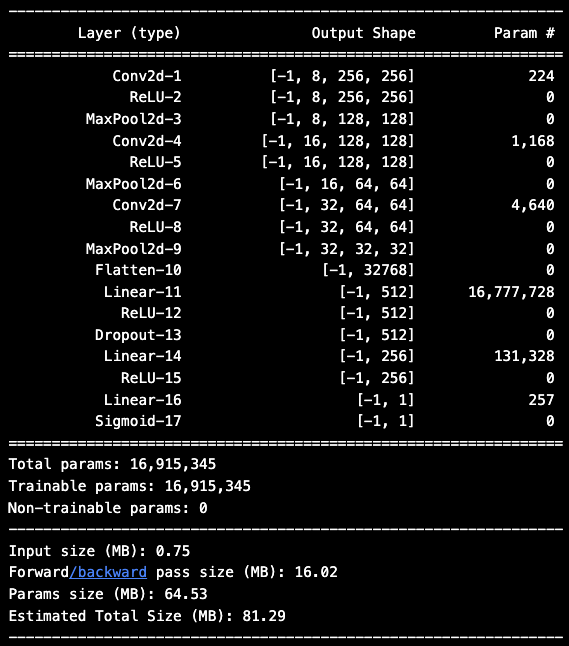 ----------------------------------------------------------------
Layer (type) Output Shape Param #
================================================================
Conv2d-1 [-1, 8, 256, 256] 224
ReLU-2 [-1, 8, 256, 256] 0
MaxPool2d-3 [-1, 8, 128, 128] 0
Conv2d-4 [-1, 16, 128, 128] 1,168
ReLU-5 [-1, 16, 128, 128] 0
MaxPool2d-6 [-1, 16, 64, 64] 0
Conv2d-7 [-1, 32, 64, 64] 4,640
ReLU-8 [-1, 32, 64, 64] 0
MaxPool2d-9 [-1, 32, 32, 32] 0
Flatten-10 [-1, 32768] 0
Linear-11 [-1, 512] 16,777,728
ReLU-12 [-1, 512] 0
Dropout-13 [-1, 512] 0
Linear-14 [-1, 256] 131,328
ReLU-15 [-1, 256] 0
Linear-16 [-1, 1] 257
Sigmoid-17 [-1, 1] 0
================================================================
Total params: 16,915,345
Trainable params: 16,915,345
Non-trainable params: 0
----------------------------------------------------------------
Input size (MB): 0.75
Forward/backward pass size (MB): 16.02
Params size (MB): 64.53
Estimated Total Size (MB): 81.29
----------------------------------------------------------------